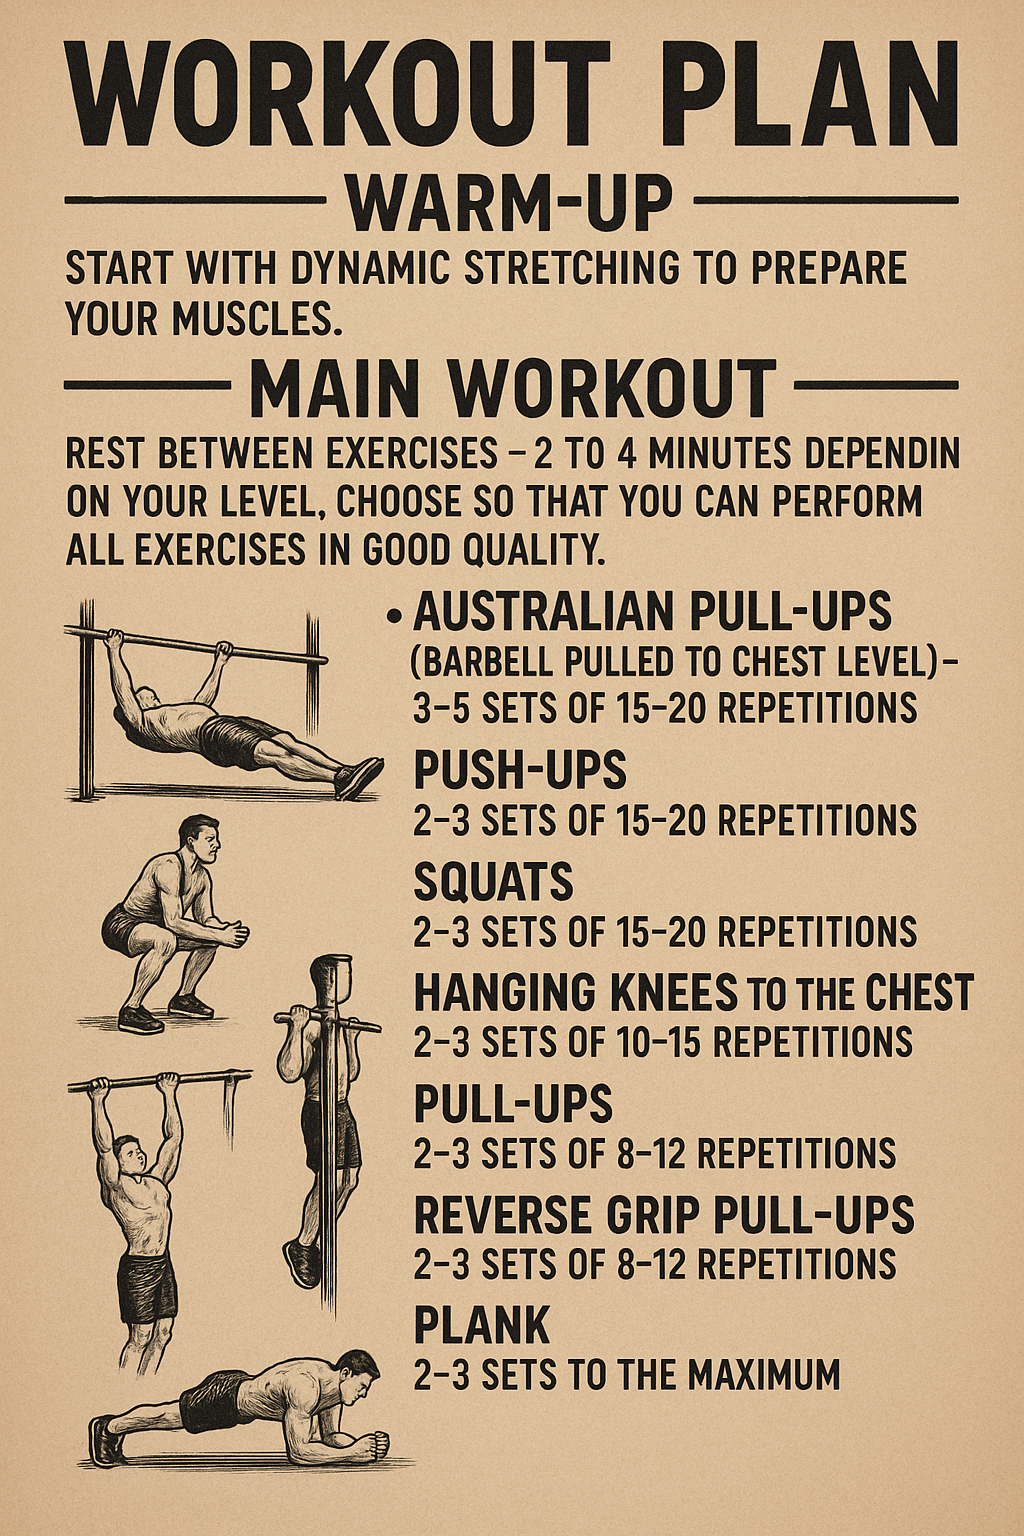 WORKOUT PLAN
WARM-UP
START WITH DYNAMIC STRETCHING TO PREPARE
YOUR MUSCLES.
MAIN WORKOUT
REST BETWEEN EXERCISES – 2 TO 4 MINUTES DEPENDIN
ON YOUR LEVEL, CHOOSE SO THAT YOU CAN PERFORM
ALL EXERCISES IN GOOD QUALITY.
• AUSTRALIAN PULL-UPS
(BARBELL PULLED TO CHEST LEVEL) –
3–5 SETS OF 15–20 REPETITIONS
PUSH-UPS
2–3 SETS OF 15–20 REPETITIONS
SQUATS
2–3 SETS OF 15–20 REPETITIONS
HANGING KNEES TO THE CHEST
2–3 SETS OF 10–15 REPETITIONS
PULL-UPS
2–3 SETS OF 8–12 REPETITIONS
REVERSE GRIP PULL-UPS
2–3 SETS OF 8–12 REPETITIONS
PLANK
2–3 SETS TO THE MAXIMUM